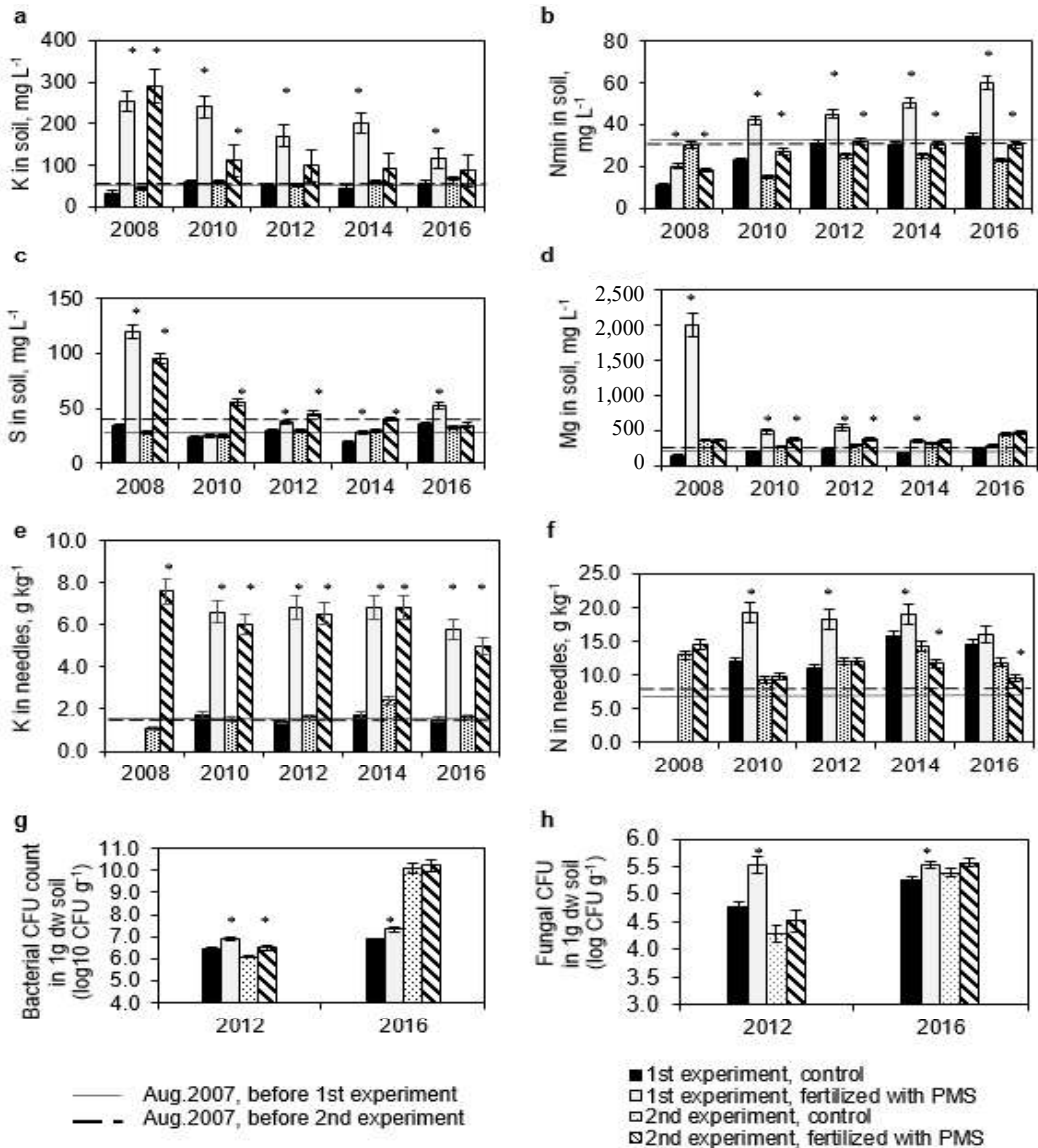 a
K in soil, mg L-1
400
300
200
100
0
* * * * * * *
2008 2010 2012 2014 2016
b
Nmin in soil,
mg L-1
80
60
40
20
0
* * * * * * * * * *
2008 2010 2012 2014 2016
c
S in soil, mg L-1
150
100
50
0
* * * * * * * *
2008 2010 2012 2014 2016
d
Mg in soil, mg L-1
2,500
2,000
1,500
1,000
500
0
* * * * * *
2008 2010 2012 2014 2016
e
K in needles, g kg-1
10.0
8.0
6.0
4.0
2.0
0.0
* * * * * * * * *
2008 2010 2012 2014 2016
f
N in needles, g kg-1
25.0
20.0
15.0
10.0
5.0
0.0
* * * * *
2008 2010 2012 2014 2016
g
Bacterial CFU count
in 1g dw soil
(log10 CFU g-1)
11.0
10.0
9.0
8.0
7.0
6.0
5.0
4.0
* * *
2012 2016
h
Fungal CFU
in 1g dw soil
(log CFU g-1)
6.0
5.5
5.0
4.5
4.0
3.5
3.0
* *
2012 2016
Aug.2007, before 1st experiment
Aug.2007, before 2nd experiment
1st experiment, control
1st experiment, fertilized with PMS
2nd experiment, control
2nd experiment, fertilized with PMS